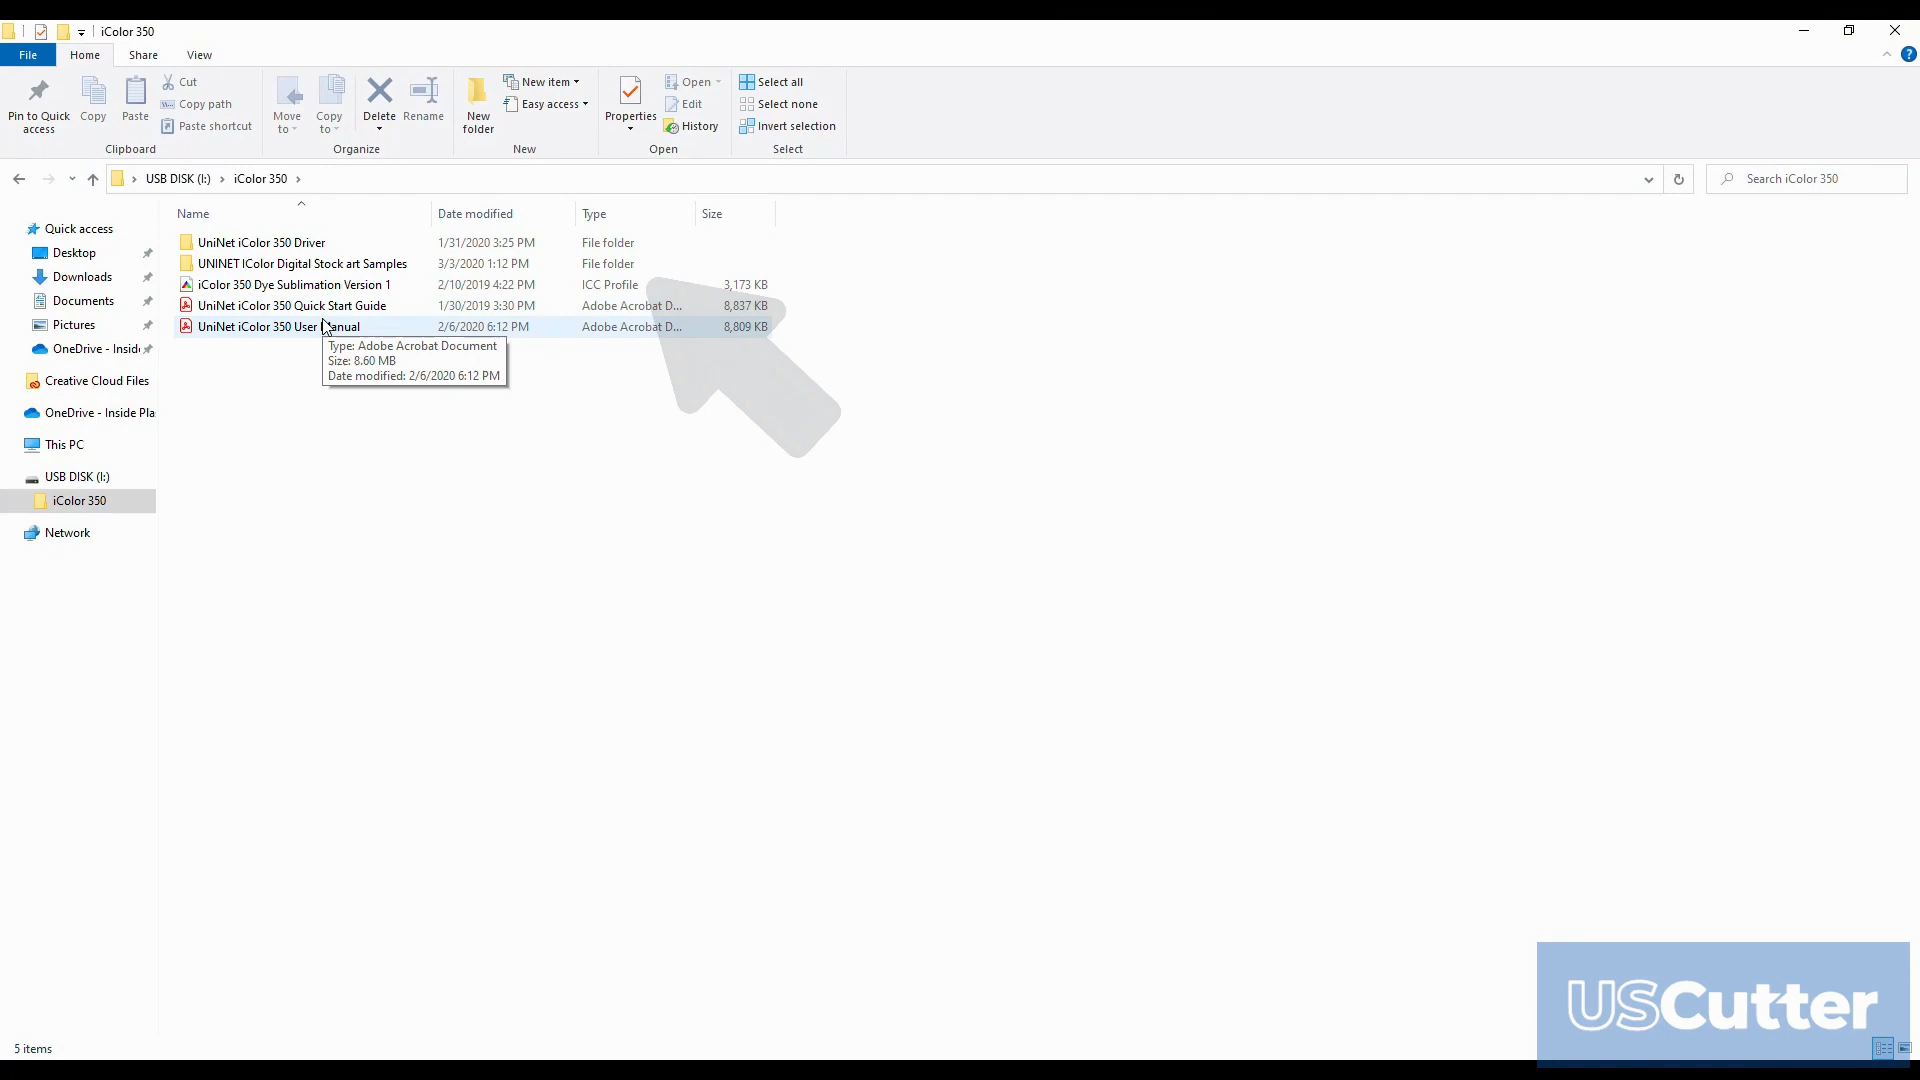 iColor 350
File
Home
Share
View
Pin to Quick access
Copy
Paste
Cut
Copy path
Paste shortcut
Clipboard
Move to
Copy to
Delete
Rename
Organize
New folder
New item
Easy access
New
Properties
Open
Edit
History
Open
Select all
Select none
Invert selection
Select
USB DISK (I:)
iColor 350
Search iColor 350
Name
Date modified
Type
Size
UniNet iColor 350 Driver 1/31/2020 3:25 PM File folder
UNINET IColor Digital Stock art Samples 3/3/2020 1:12 PM File folder
iColor 350 Dye Sublimation Version 1 2/10/2019 4:22 PM ICC Profile 3,173 KB
UniNet iColor 350 Quick Start Guide 1/30/2019 3:30 PM Adobe Acrobat D... 8,837 KB
UniNet iColor 350 User Manual 2/6/2020 6:12 PM Adobe Acrobat D... 8,809 KB
Type: Adobe Acrobat Document
Size: 8.60 MB
Date modified: 2/6/2020 6:12 PM
Quick access
Desktop
Downloads
Documents
Pictures
OneDrive - Insid
Creative Cloud Files
OneDrive - Inside Pla
This PC
USB DISK (I:)
iColor 350
Network
5 items
USCutter